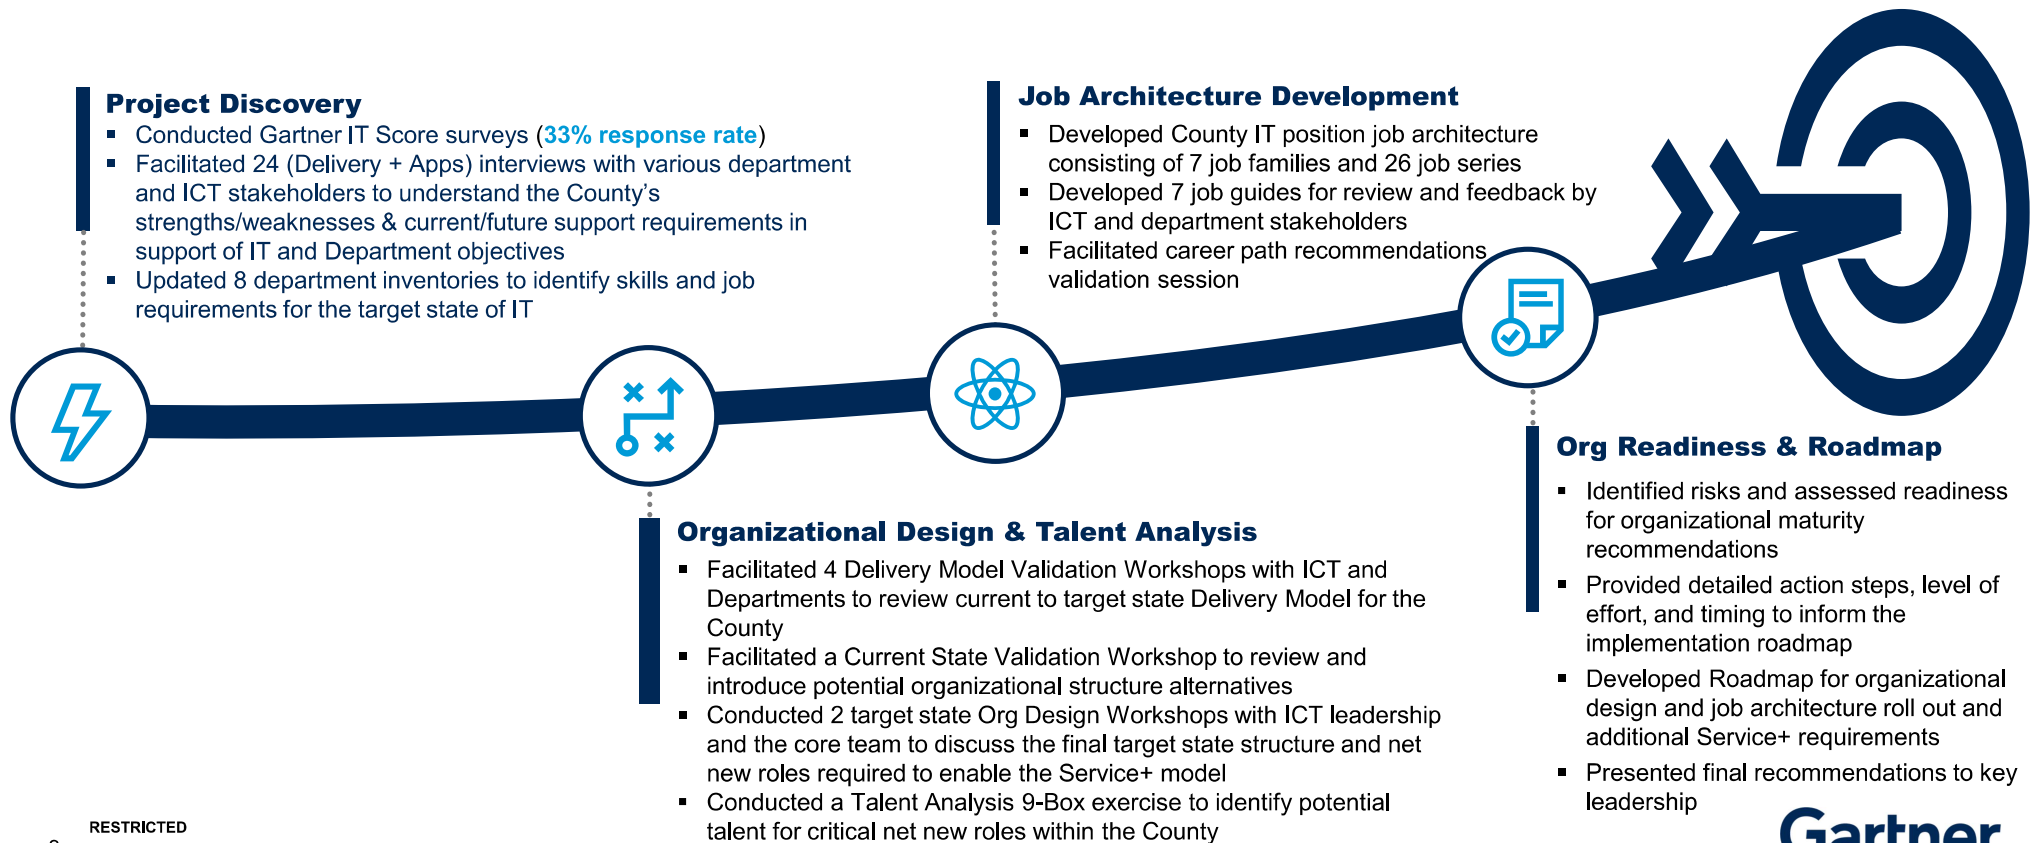 Project Discovery
▪ Conducted Gartner IT Score surveys (33% response rate)
▪ Facilitated 24 (Delivery + Apps) interviews with various department
and ICT stakeholders to understand the County's
strengths/weaknesses & current/future support requirements in
support of IT and Department objectives
▪ Updated 8 department inventories to identify skills and job
requirements for the target state of IT
Organizational Design & Talent Analysis
▪ Facilitated 4 Delivery Model Validation Workshops with ICT and
Departments to review current to target state Delivery Model for the
County
▪ Facilitated a Current State Validation Workshop to review and
introduce potential organizational structure alternatives
▪ Conducted 2 target state Org Design Workshops with ICT leadership
and the core team to discuss the final target state structure and net
new roles required to enable the Service+ model
▪ Conducted a Talent Analysis 9-Box exercise to identify potential
talent for critical net new roles within the County
Job Architecture Development
▪ Developed County IT position job architecture
consisting of 7 job families and 26 job series
▪ Developed 7 job guides for review and feedback by
ICT and department stakeholders
▪ Facilitated career path recommendations
validation session
Org Readiness & Roadmap
▪ Identified risks and assessed readiness
for organizational maturity
recommendations
▪ Provided detailed action steps, level of
effort, and timing to inform the
implementation roadmap
▪ Developed Roadmap for organizational
design and job architecture roll out and
additional Service+ requirements
▪ Presented final recommendations to key
leadership
RESTRICTED
Gartner